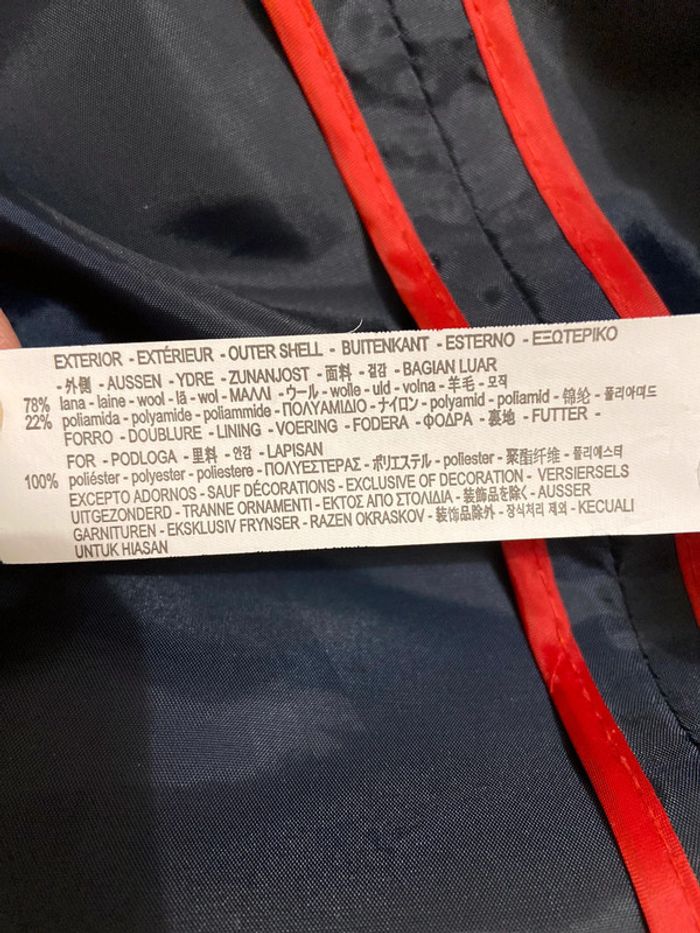 EXTERIOR - EXTÉRIEUR - OUTER SHELL - BUITENKANT - ESTERNO - ΕΞΩΤΕΡΙΚΟ
- 外側 - AUSSEN - YDRE - ZUNANJOST - 面料 - 겉감 - BAGIAN LUAR
78% lana - laine - wool - lã - wol - ΜΑΛΛΙ - ウール - wolle - uld - volna - 羊毛 - 모직
22% poliamida - polyamide - poliammide - ΠΟΛΥΑΜΙΔΙΟ - ナイロン - polyamid - poliamid - 锦纶 - 폴리아미드
FORRO - DOUBLURE - LINING - VOERING - FODERA - ΦΟΔΡΑ - 裏地 - FUTTER -
FOR - PODLOGA - 里料 - 안감 - LAPISAN
100% poliéster - polyester - poliestere - ΠΟΛΥΕΣΤΕΡΑΣ - ポリエステル - poliester - 聚酯纤维 - 폴리에스터
EXCEPTO ADORNOS - SAUF DÉCORATIONS - EXCLUSIVE OF DECORATION - VERSIERSELS
UITGEZONDERD - TRANNE ORNAMENTI - ΕΚΤΟΣ ΑΠΟ ΣΤΟΛΙΔΙΑ - 装飾品を除く - AUSSER
GARNITUREN - EKSKLUSIV FRYNSER - RAZEN OKRASKOV - 装饰品除外 - 장식처리 제외 - KECUALI
UNTUK HIASAN